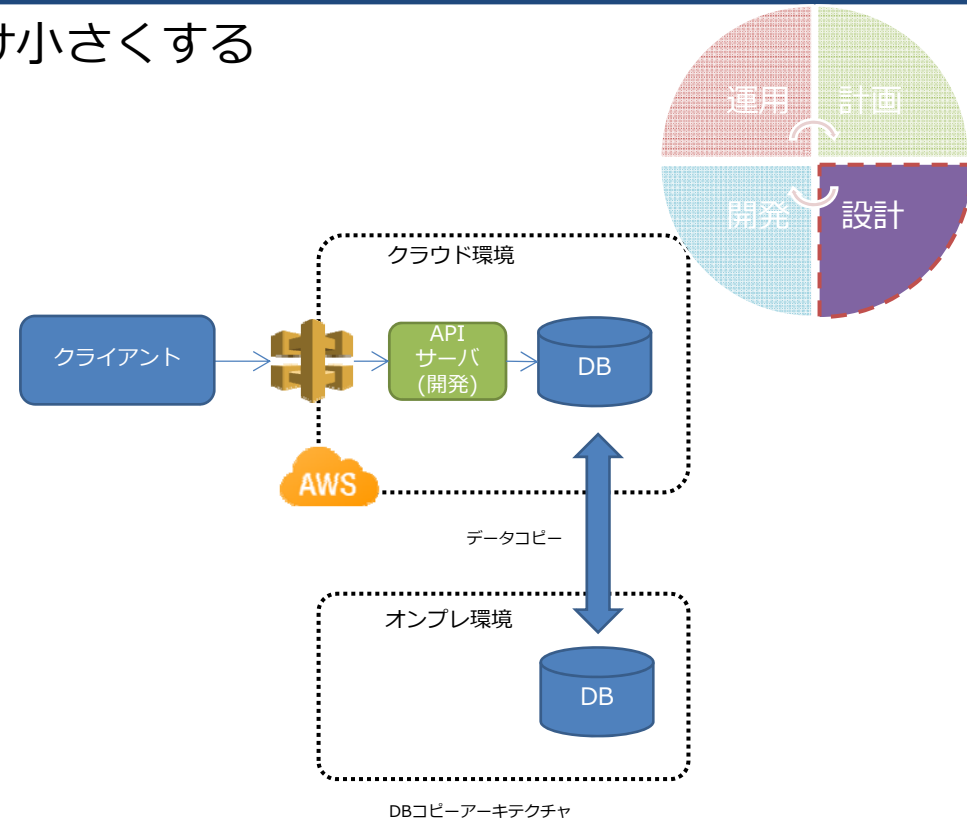 小さくする
運用
計画
開発
設計
クラウド環境
クライアント
API
サーバ
(開発)
DB
AWS
データコピー
オンプレ環境
DB
DBコピーアーキテクチャ